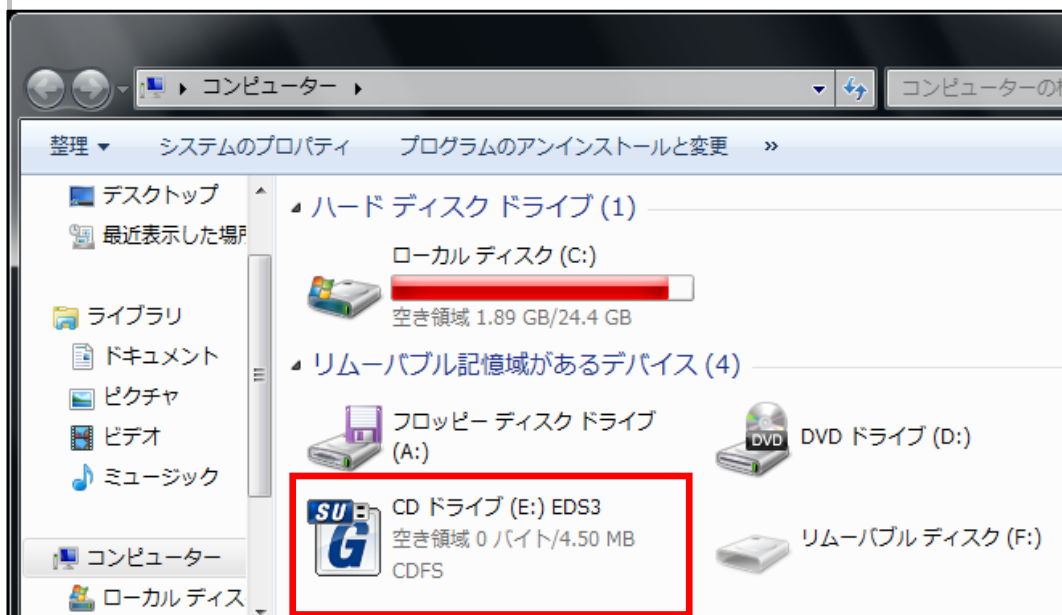 コンピューター
コンピューターの
整理
システムのプロパティ
プログラムのアンインストールと変更
»
デスクトップ
最近表示した場所
ライブラリ
ドキュメント
ピクチャ
ビデオ
ミュージック
コンピューター
ローカル ディス
ハード ディスク ドライブ (1)
ローカル ディスク (C:)
空き領域 1.89 GB/24.4 GB
リムーバブル記憶域があるデバイス (4)
フロッピー ディスク ドライブ
(A:)
DVD
DVD ドライブ (D:)
SU
G
CD ドライブ (E:) EDS3
空き領域 0 バイト/4.50 MB
CDFS
リムーバブル ディスク (F:)